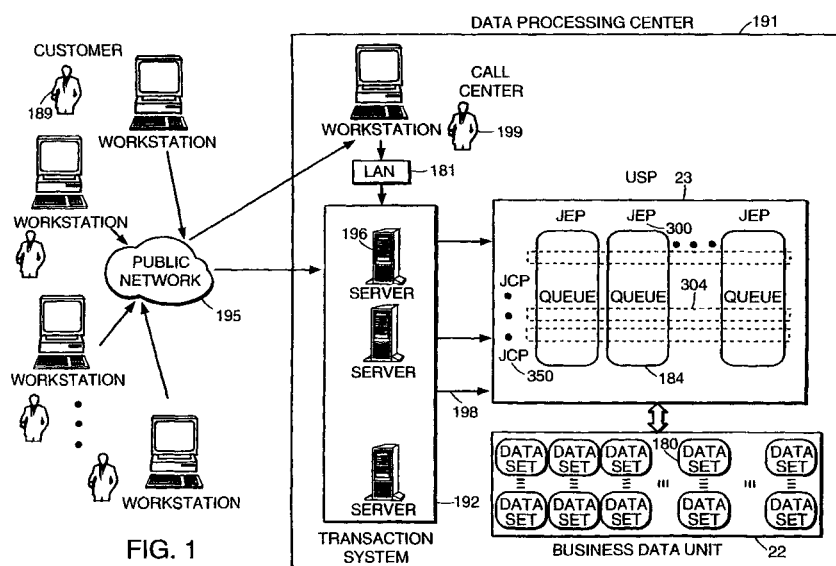 DATA PROCESSING CENTER
191
CUSTOMER
189
WORKSTATION
WORKSTATION
PUBLIC
NETWORK
195
WORKSTATION
WORKSTATION
FIG. 1
CALL
CENTER
WORKSTATION
199
LAN
181
196
SERVER
SERVER
SERVER
198
192
TRANSACTION
SYSTEM
USP
23
JEP
JEP
300
JEP
JCP
QUEUE
QUEUE
304
QUEUE
JCP
350
184
DATA
SET
DATA
SET
DATA
SET
180
DATA
SET
DATA
SET
DATA
SET
DATA
SET
DATA
SET
DATA
SET
DATA
SET
BUSINESS DATA UNIT
22